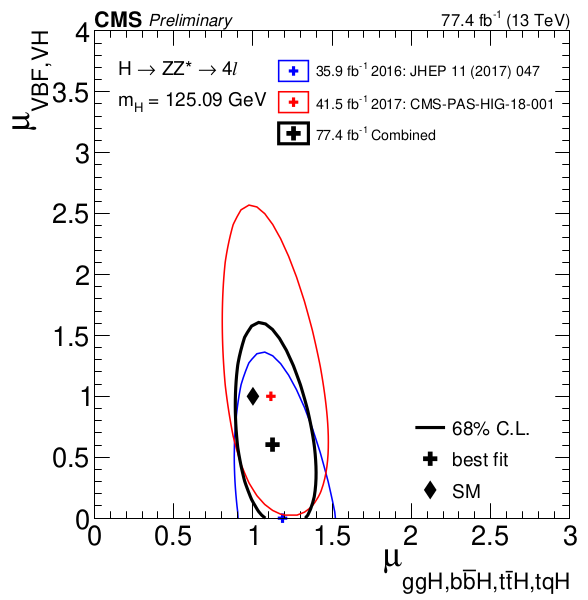 CMS Preliminary 77.4 fb⁻¹ (13 TeV)
H → ZZ* → 4l
m_H = 125.09 GeV
35.9 fb⁻¹ 2016: JHEP 11 (2017) 047
41.5 fb⁻¹ 2017: CMS-PAS-HIG-18-001
77.4 fb⁻¹ Combined
μ_VBF, VH
4
3.5
3
2.5
2
1.5
1
0.5
0
68% C.L.
best fit
SM
0 0.5 1 1.5 2 2.5 3
μ_ggH,bb̄H,tt̄H,tqH